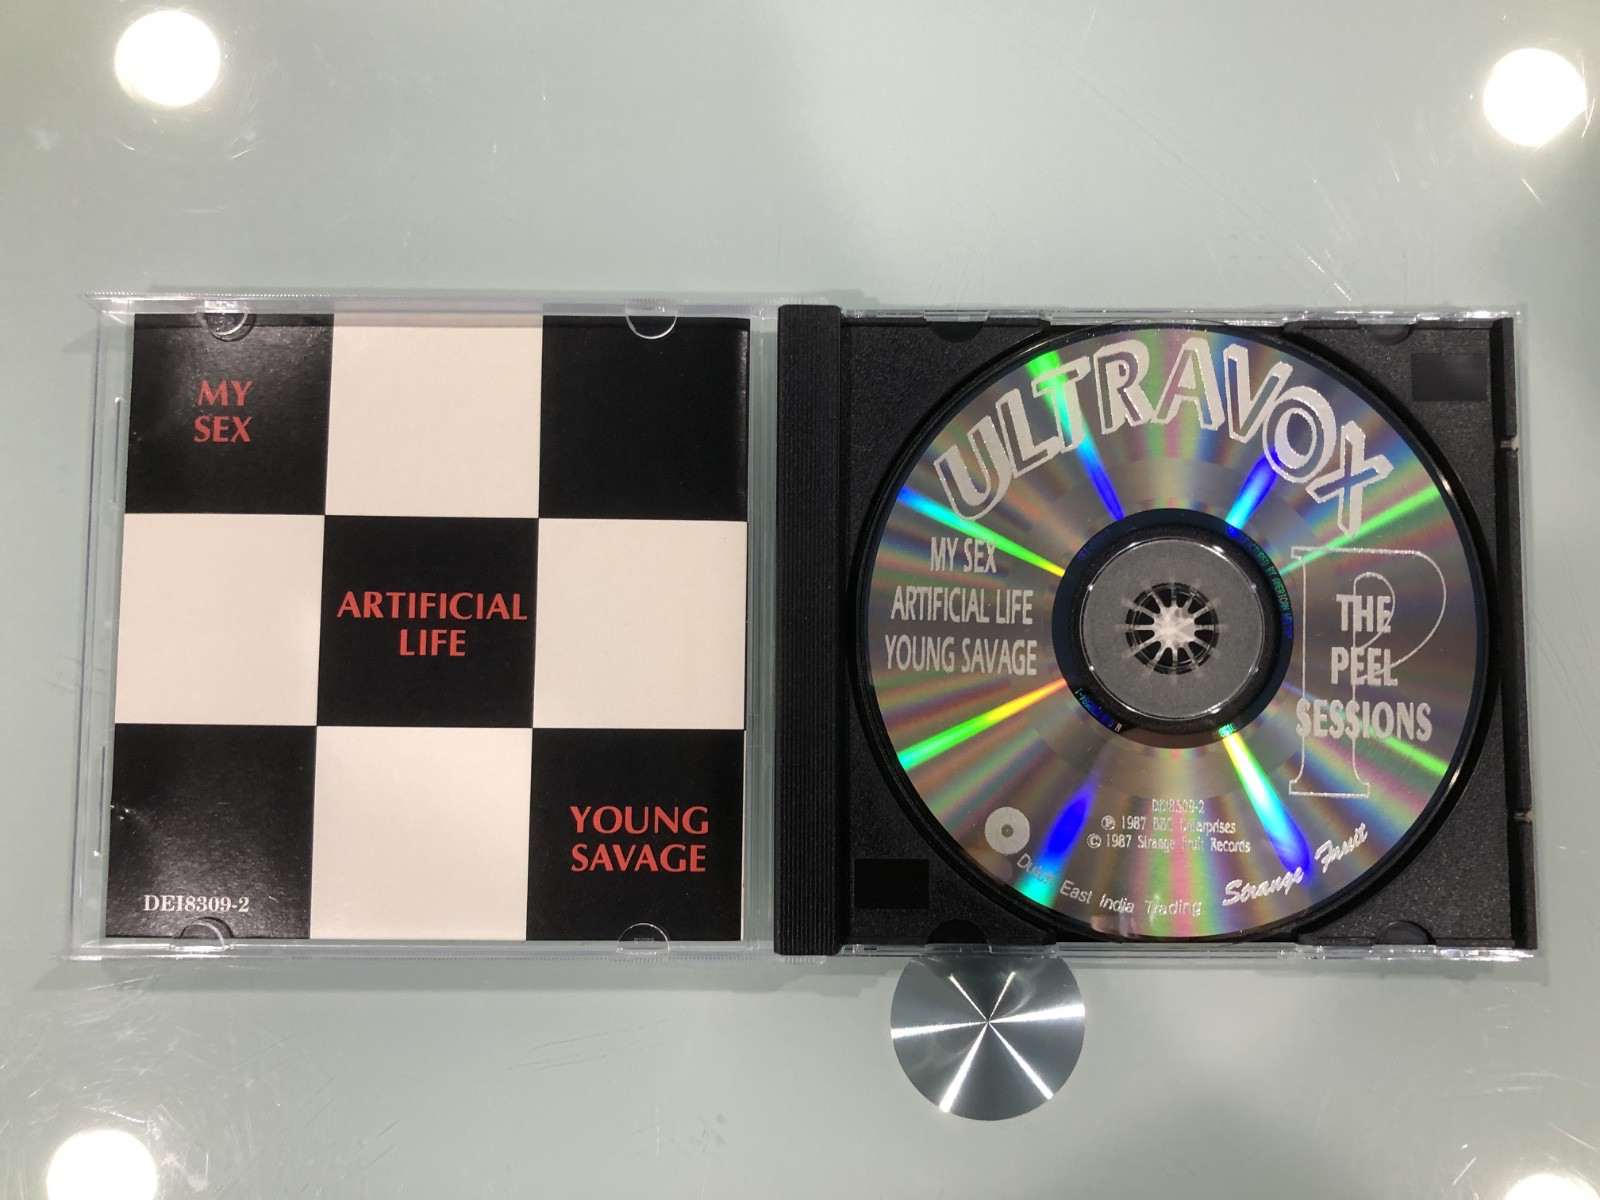 MY
SEX
ARTIFICIAL
LIFE
YOUNG
SAVAGE
DEI8309-2
ULTRAVOX
MY SEX
ARTIFICIAL LIFE
YOUNG SAVAGE
P
THE
PEEL
SESSIONS
DEI8309-2
℗ 1987 BBC Enterprises
© 1987 Strange Fruit Records
Dutch East India Trading
Strange Fruit